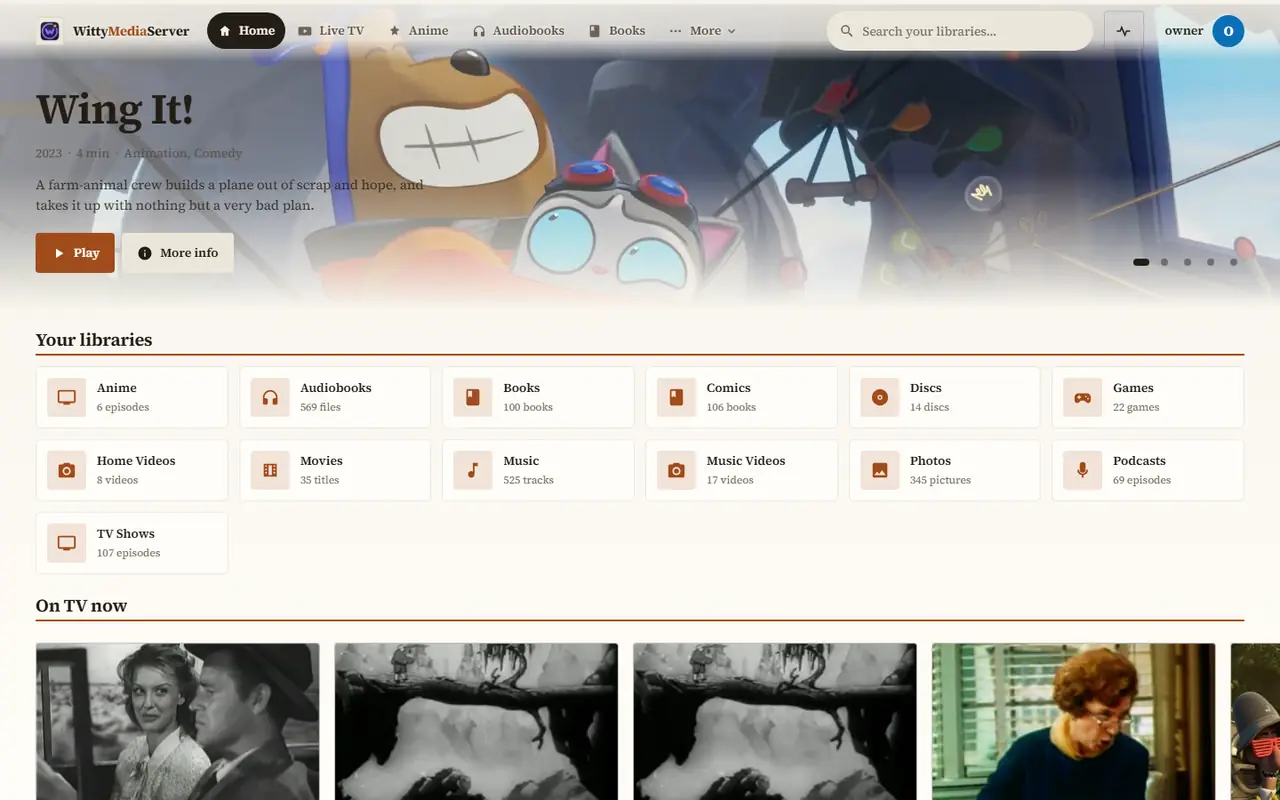 WittyMediaServer
Home
Live TV
Anime
Audiobooks
Books
More
Search your libraries...
owner
O
Wing It!
2023 · 4 min · Animation, Comedy
A farm-animal crew builds a plane out of scrap and hope, and
takes it up with nothing but a very bad plan.
Play
More info
Your libraries
Anime
6 episodes
Audiobooks
569 files
Books
100 books
Comics
106 books
Discs
14 discs
Games
22 games
Home Videos
8 videos
Movies
35 titles
Music
525 tracks
Music Videos
17 videos
Photos
345 pictures
Podcasts
69 episodes
TV Shows
107 episodes
On TV now